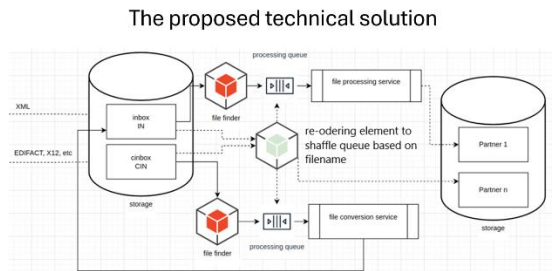 The proposed technical solution
processing queue
file processing service
XML
inbox
IN
file finder
re-odering element to
shaffle queue based on
filename
Partner 1
EDIFACT, X12, etc
cinbox
CIN
Partner n
storage
file conversion service
storage
file finder
processing queue